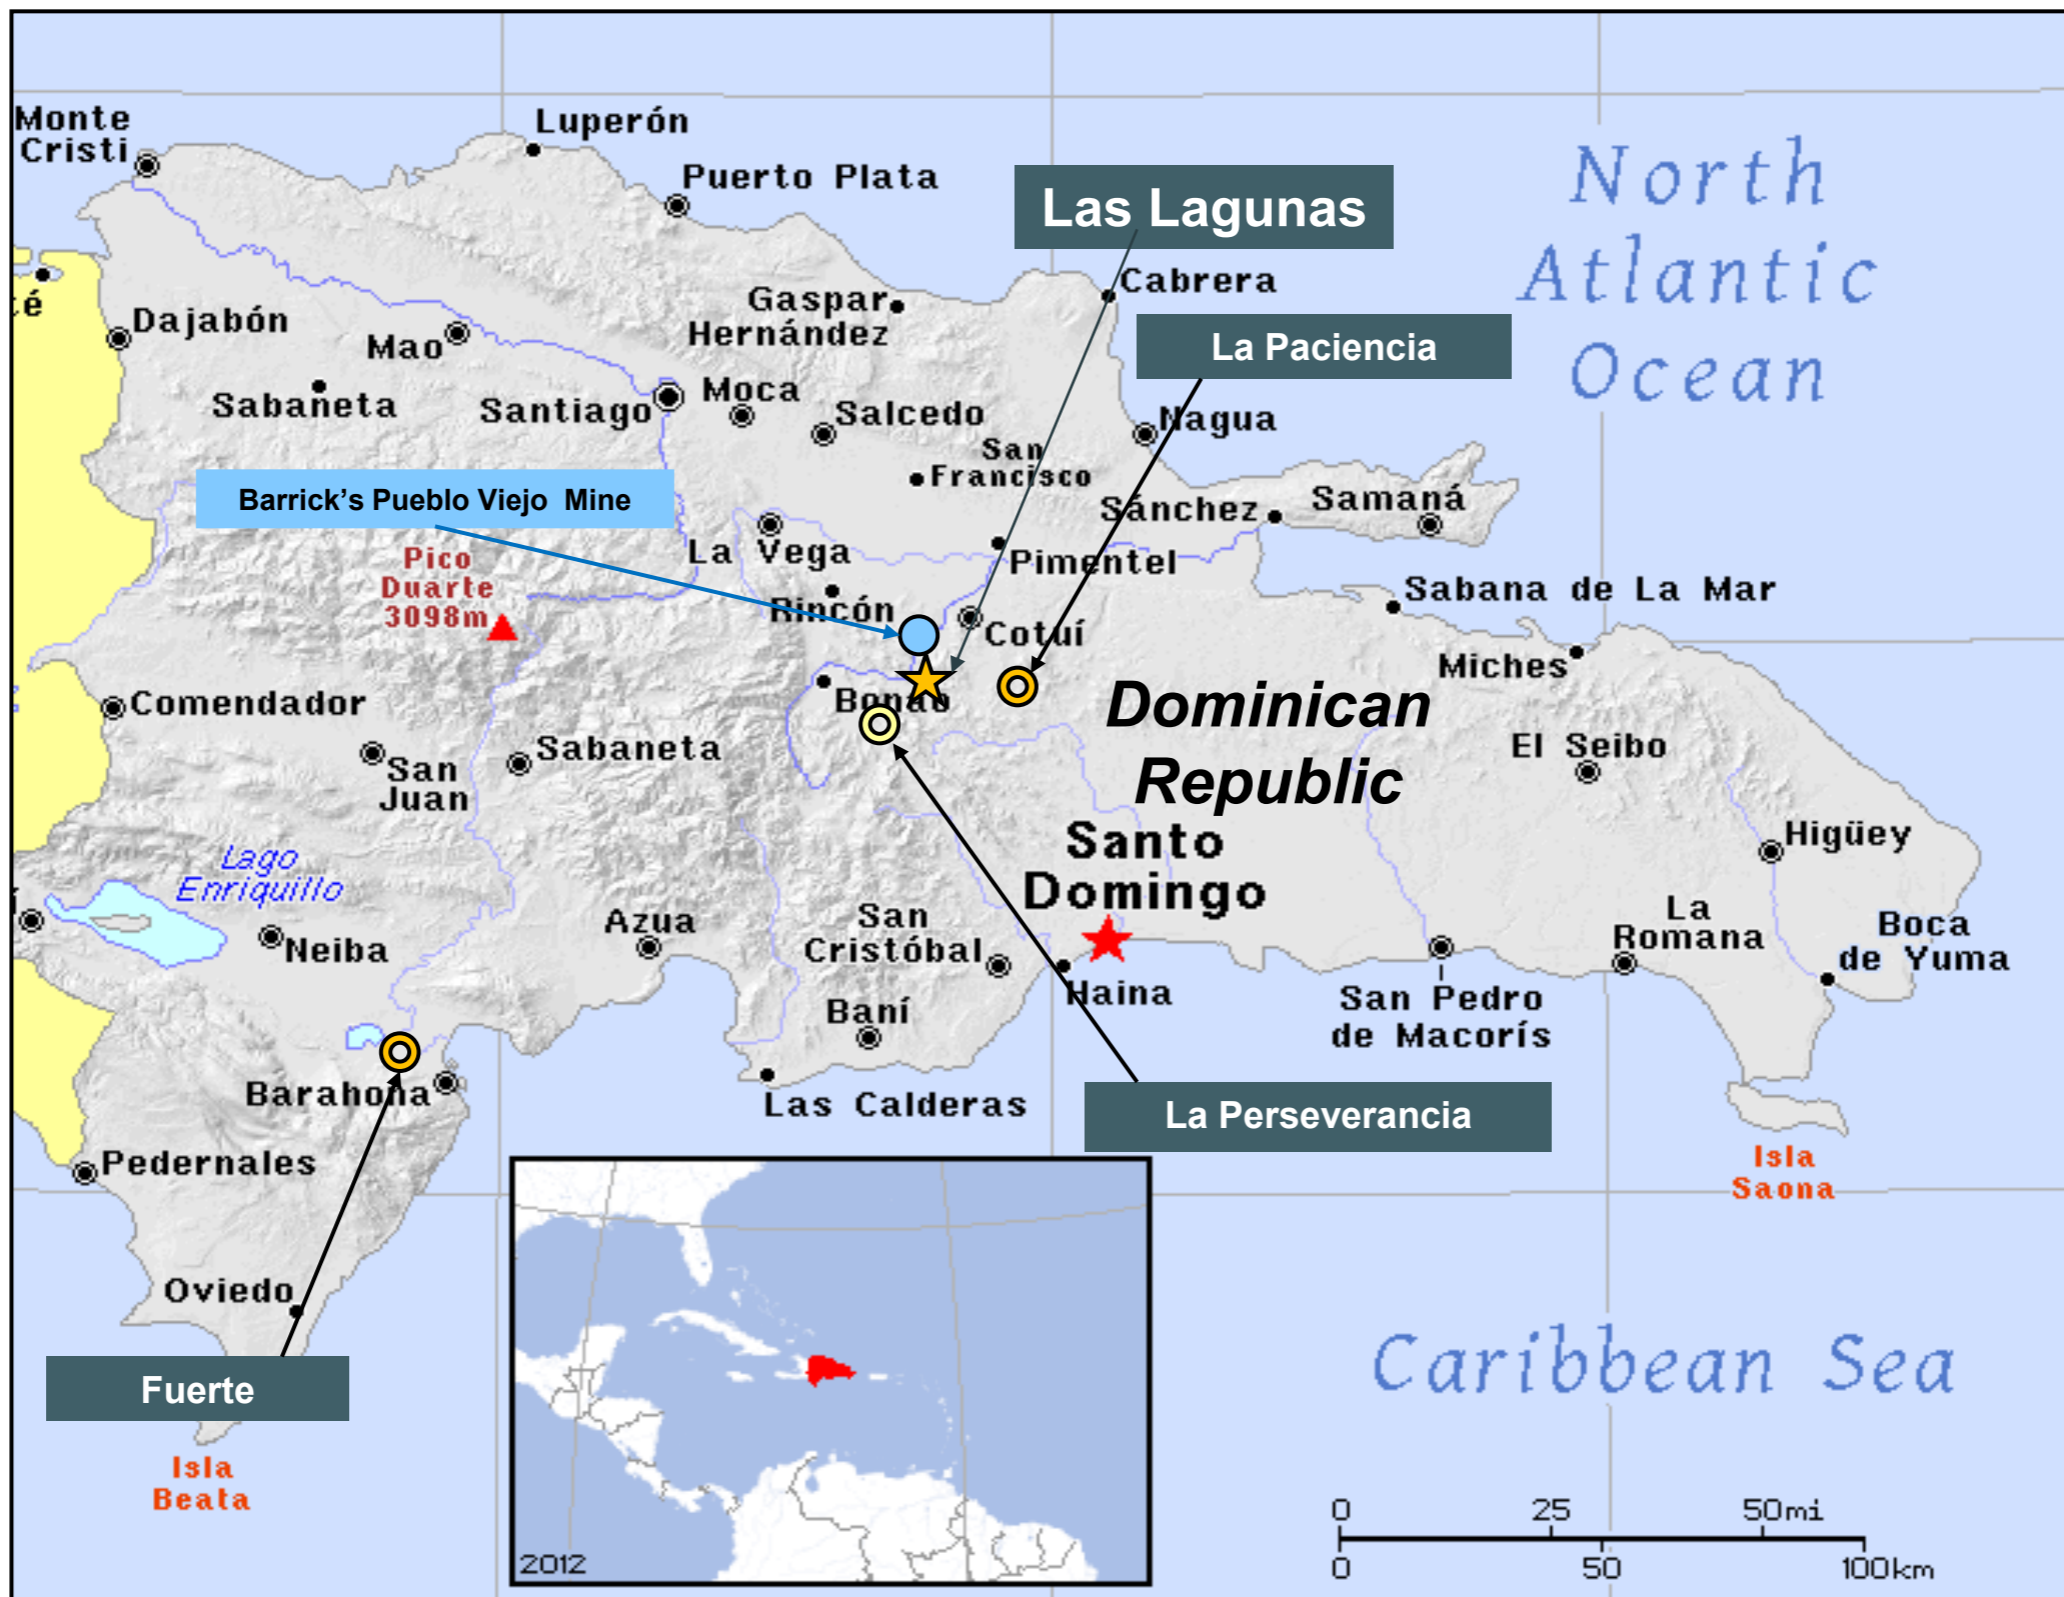 Monte
Cristi
Luperón
Puerto Plata
Las Lagunas
North
Atlantic
Ocean
Cabrera
Gaspar
Hernández
La Paciencia
té
Dajabón
Mao
Sabaneta
Santiago
Moca
Salcedo
Nagua
San
Francisco
Barrick's Pueblo Viejo Mine
Sánchez
Samaná
La Vega
Pimentel
Pico
Duarte
3098m
Rincón
Cotuí
Sabana de La Mar
Miches
Comendador
Bonao
Dominican
Republic
San
Juan
Sabaneta
El Seibo
Santo
Domingo
Higüey
Lago
Enriquillo
Neiba
Azua
San
Cristóbal
La
Romana
Boca
de Yuma
Haina
San Pedro
de Macorís
Baní
Barahona
Las Calderas
La Perseverancia
Pedernales
Isla
Saona
Oviedo
Fuerte
Caribbean Sea
Isla
Beata
2012
0 25 50mi
0 50 100km